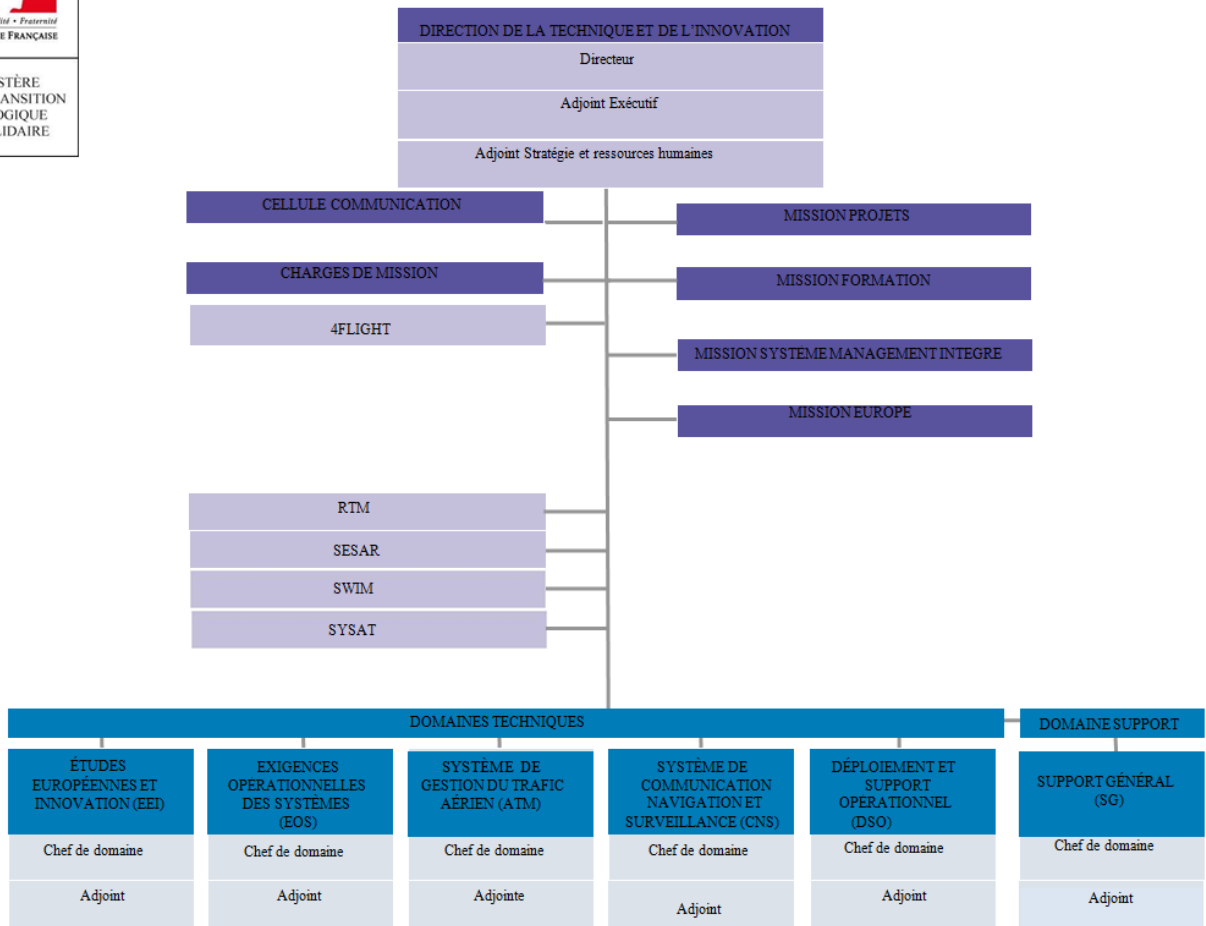 ité • Fraternité
E FRANÇAISE
STÈRE
ANSITION
OGIQUE
LIDAIRE
DIRECTION DE LA TECHNIQUE ET DE L'INNOVATION
Directeur
Adjoint Exécutif
Adjoint Stratégie et ressources humaines
CELLULE COMMUNICATION
MISSION PROJETS
CHARGES DE MISSION
MISSION FORMATION
4FLIGHT
MISSION SYSTÉME MANAGEMENT INTEGRE
MISSION EUROPE
RTM
SESAR
SWIM
SYSAT
DOMAINES TECHNIQUES
DOMAINE SUPPORT
ÉTUDES
EUROPÉENNES ET
INNOVATION (EEI)
Chef de domaine
Adjoint
EXIGENCES
OPERATIONNELLES
DES SYSTÈMES
(EOS)
Chef de domaine
Adjoint
SYSTÈME DE
GESTION DU TRAFIC
AÉRIEN (ATM)
Chef de domaine
Adjointe
SYSTÈME DE
COMMUNICATION
NAVIGATION ET
SURVEILLANCE (CNS)
Chef de domaine
Adjoint
DÉPLOIEMENT ET
SUPPORT
OPERATIONNEL
(DSO)
Chef de domaine
Adjoint
SUPPORT GÉNÉRAL
(SG)
Chef de domaine
Adjoint